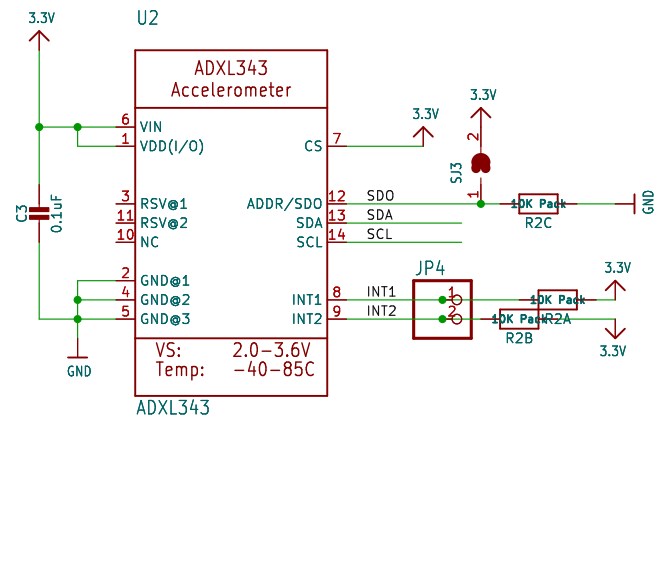 3.3V
U2
ADXL343
Accelerometer
3.3V
3.3V
6
VIN
1
VDD(I/O)
CS
7
2
SJ3
1
C3
0.1uF
3
RSV@1
11
RSV@2
10
NC
ADDR/SDO
12
SDO
SDA
13
SDA
SCL
14
SCL
10K Pack
R2C
GND
2
GND@1
4
GND@2
5
GND@3
INT1
8
INT1
INT2
9
INT2
JP4
1
2
10K Pack
R2A
3.3V
10K Pack
R2B
3.3V
GND
VS: 2.0-3.6V
Temp: -40-85C
ADXL343